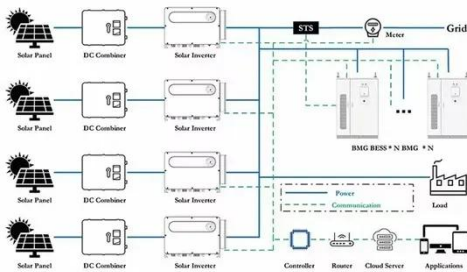 STS
Grid
Meter
Solar Panel
DC Combiner
Solar Inverter
Solar Panel
DC Combiner
Solar Inverter
BMG BESS * N BMG * N
Solar Panel
DC Combiner
Solar Inverter
Power
Communication
Load
Solar Panel
DC Combiner
Solar Inverter
Controller
Router
Cloud Server
Applications